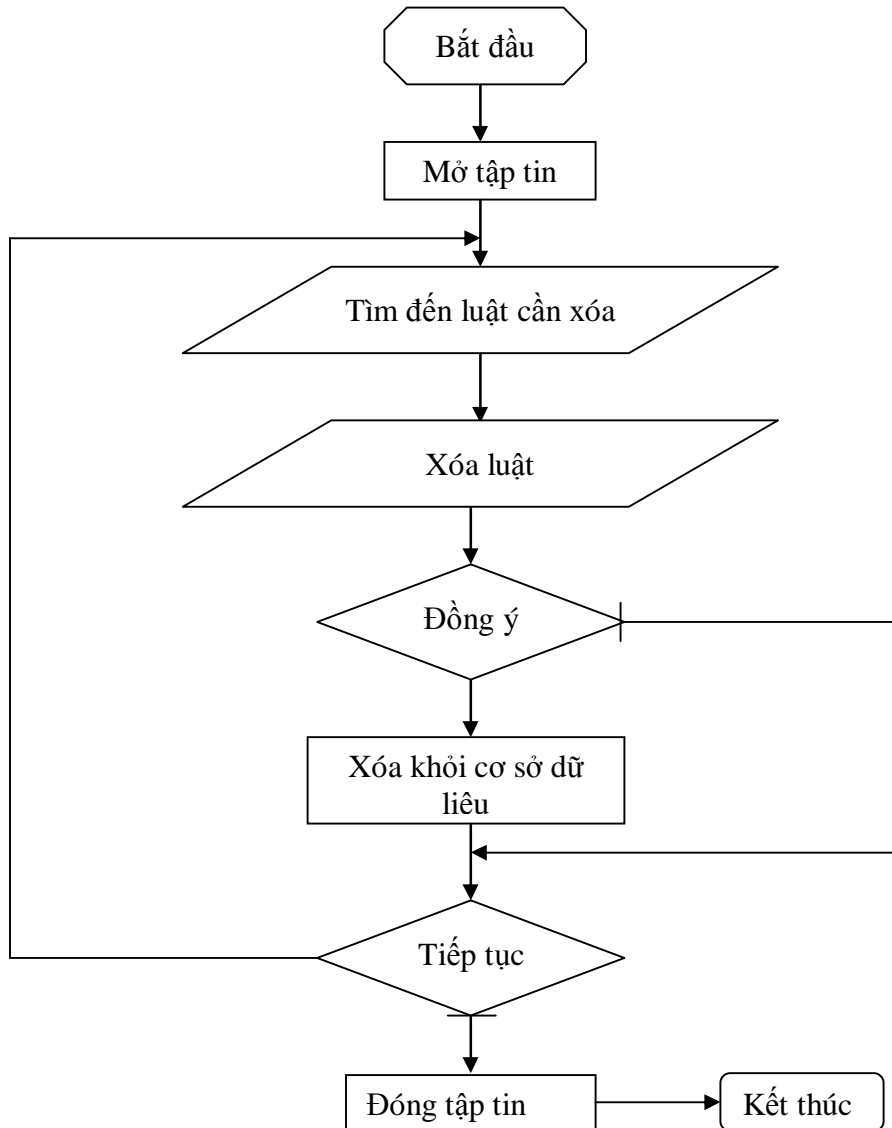 Bắt đầu
Mở tập tin
Tìm đến luật cần xóa
Xóa luật
Đồng ý
Xóa khỏi cơ sở dữ
liêu
Tiếp tục
Đóng tập tin
Kết thúc